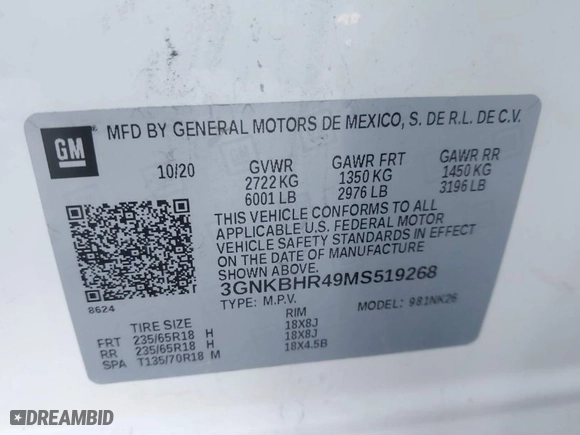 GM
MFD BY GENERAL MOTORS DE MEXICO, S. DE R.L. DE C.V.
10/20 GVWR GAWR FRT GAWR RR
2722 KG 1350 KG 1450 KG
6001 LB 2976 LB 3196 LB
THIS VEHICLE CONFORMS TO ALL
APPLICABLE U.S. FEDERAL MOTOR
VEHICLE SAFETY STANDARDS IN EFFECT
ON THE DATE OF MANUFACTURE
SHOWN ABOVE.
3GNKBHR49MS519268
8624 TYPE: M.P.V. MODEL: 981NK26
TIRE SIZE RIM
FRT 235/65R18 H 18X8J
RR 235/65R18 H 18X8J
SPA T135/70R18 M 18X4.5B
DREAMBID